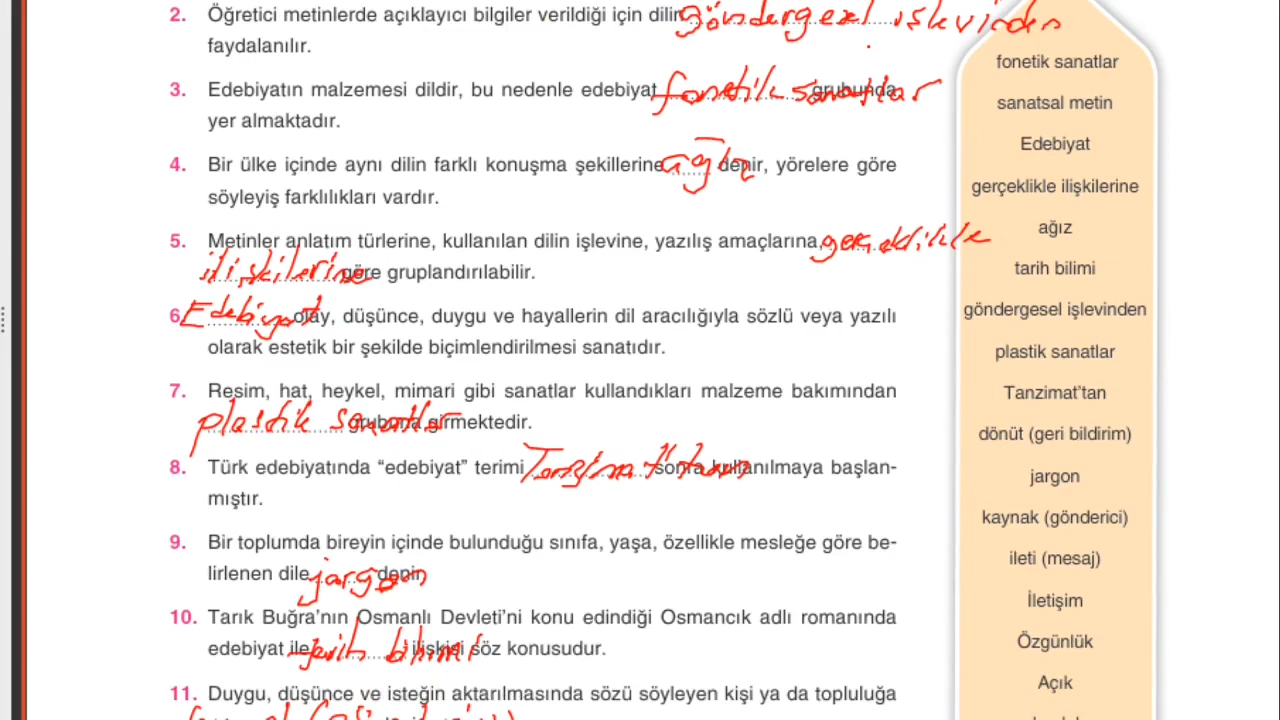 2. Öğretici metinlerde açıklayıcı bilgiler verildiği için dilin göndergesel işlevinden
faydalanılır.
3. Edebiyatın malzemesi dildir, bu nedenle edebiyat fonetik sanatlar grubunda
yer almaktadır.
4. Bir ülke içinde aynı dilin farklı konuşma şekillerine ağız denir, yörelere göre
söyleyiş farklılıkları vardır.
5. Metinler anlatım türlerine, kullanılan dilin işlevine, yazılış amaçlarına, gerçeklikle
ilişkilerine göre gruplandırılabilir.
6. Edebiyat olay, düşünce, duygu ve hayallerin dil aracılığıyla sözlü veya yazılı
olarak estetik bir şekilde biçimlendirilmesi sanatıdır.
7. Resim, hat, heykel, mimari gibi sanatlar kullandıkları malzeme bakımından
plastik sanatlar grubuna girmektedir.
8. Türk edebiyatında “edebiyat” terimi Tanzimat'tan sonra kullanılmaya başlan-
mıştır.
9. Bir toplumda bireyin içinde bulunduğu sınıfa, yaşa, özellikle mesleğe göre be-
lirlenen dile jargon denir.
10. Tarık Buğra’nın Osmanlı Devleti’ni konu edindiği Osmancık adlı romanında
edebiyat ile tarih bilimi ilişkisi söz konusudur.
11. Duygu, düşünce ve isteğin aktarılmasında sözü söyleyen kişi ya da topluluğa
fonetik sanatlar
sanatsal metin
Edebiyat
gerçeklikle ilişkilerine
ağız
tarih bilimi
göndergesel işlevinden
plastik sanatlar
Tanzimat’tan
dönüt (geri bildirim)
jargon
kaynak (gönderici)
ileti (mesaj)
İletişim
Özgünlük
Açık